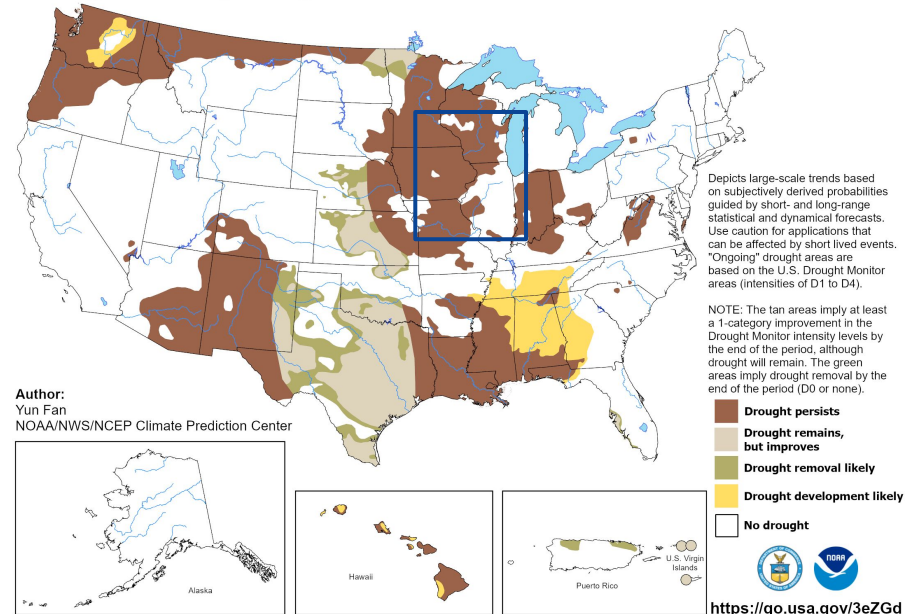 Depicts large-scale trends based
on subjectively derived probabilities
guided by short- and long-range
statistical and dynamical forecasts.
Use caution for applications that
can be affected by short lived events.
"Ongoing" drought areas are
based on the U.S. Drought Monitor
areas (intensities of D1 to D4).
NOTE: The tan areas imply at least
a 1-category improvement in the
Drought Monitor intensity levels by
the end of the period, although
drought will remain. The green
areas imply drought removal by the
end of the period (D0 or none).
Author:
Yun Fan
NOAA/NWS/NCEP Climate Prediction Center
Drought persists
Drought remains,
but improves
Drought removal likely
Drought development likely
No drought
Alaska
Hawaii
Puerto Rico
U.S. Virgin
Islands
NOAA
https://go.usa.gov/3eZGd